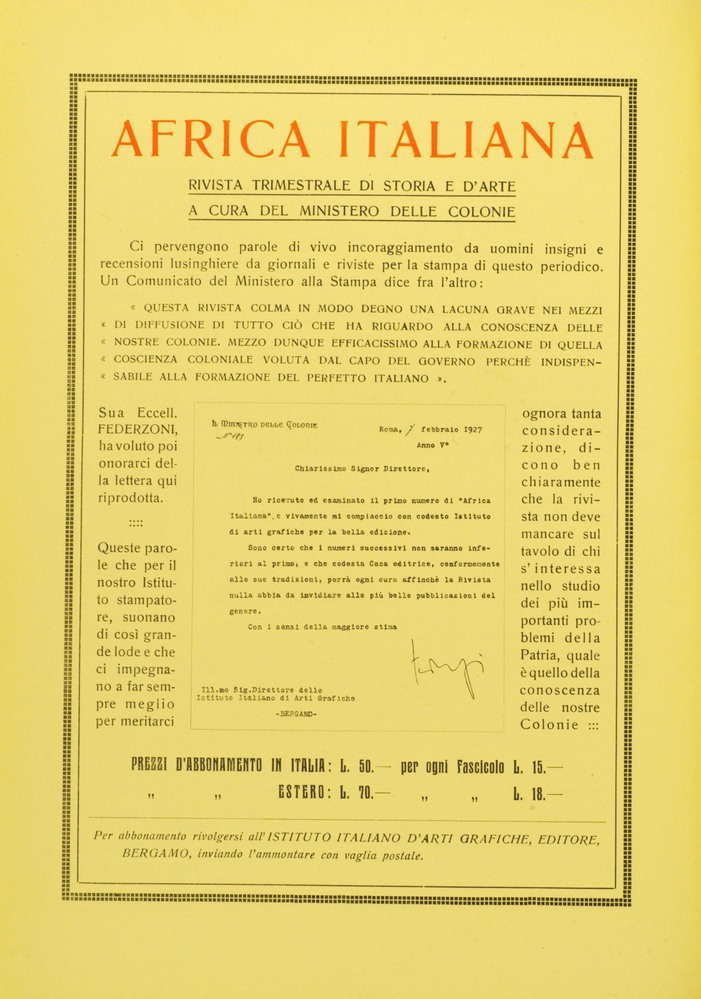 AFRICA ITALIANA
RIVISTA TRIMESTRALE DI STORIA E D'ARTE
A CURA DEL MINISTERO DELLE COLONIE
Ci pervengono parole di vivo incoraggiamento da uomini insigni e
recensioni lusinghiere da giornali e riviste per la stampa di questo periodico.
Un Comunicato del Ministero alla Stampa dice fra l'altro:
« QUESTA RIVISTA COLMA IN MODO DEGNO UNA LACUNA GRAVE NEI MEZZI
« DI DIFFUSIONE DI TUTTO CIÒ CHE HA RIGUARDO ALLA CONOSCENZA DELLE
« NOSTRE COLONIE. MEZZO DUNQUE EFFICACISSIMO ALLA FORMAZIONE DI QUELLA
« COSCIENZA COLONIALE VOLUTA DAL CAPO DEL GOVERNO PERCHÈ INDISPEN-
« SABILE ALLA FORMAZIONE DEL PERFETTO ITALIANO ».
Sua Eccell.
FEDERZONI,
ha voluto poi
onorarci del-
la lettera qui
riprodotta.
::::
Queste paro-
le che per il
nostro Istitu-
to stampato-
re, suonano
di così gran-
de lode e che
ci impegna-
no a far sem-
pre meglio
per meritarci
IL MINISTRO DELLE COLONIE
Roma, febbraio 1927
Anno V°
Chiarissimo Signor Direttore,
Ho ricevuto ed esaminato il primo numero di "Africa
Italiana", e vivamente mi compiaccio con codesto Istituto
di arti grafiche per la bella edizione.
Sono certo che i numeri successivi non saranno infe-
riori al primo, e che codesta Casa editrice, conformemente
alle sue tradizioni, porrà ogni cura affinchè la Rivista
nulla abbia da invidiare alle più belle pubblicazioni del
genere.
Con i sensi della maggiore stima
Ill.mo Sig.Direttore dello
Istituto Italiano di Arti Grafiche
-BERGAMO-
ognora tanta
considera-
zione, di-
cono ben
chiaramente
che la rivi-
sta non deve
mancare sul
tavolo di chi
s'interessa
nello studio
dei più im-
portanti pro-
blemi della
Patria, quale
è quello della
conoscenza
delle nostre
Colonie :::
PREZZI D'ABBONAMENTO IN ITALIA: L. 50.— per ogni Fascicolo L. 15.—
" " ESTERO: L. 70.— " " L. 18.—
Per abbonamento rivolgersi all'ISTITUTO ITALIANO D'ARTI GRAFICHE, EDITORE,
BERGAMO, inviando l'ammontare con vaglia postale.